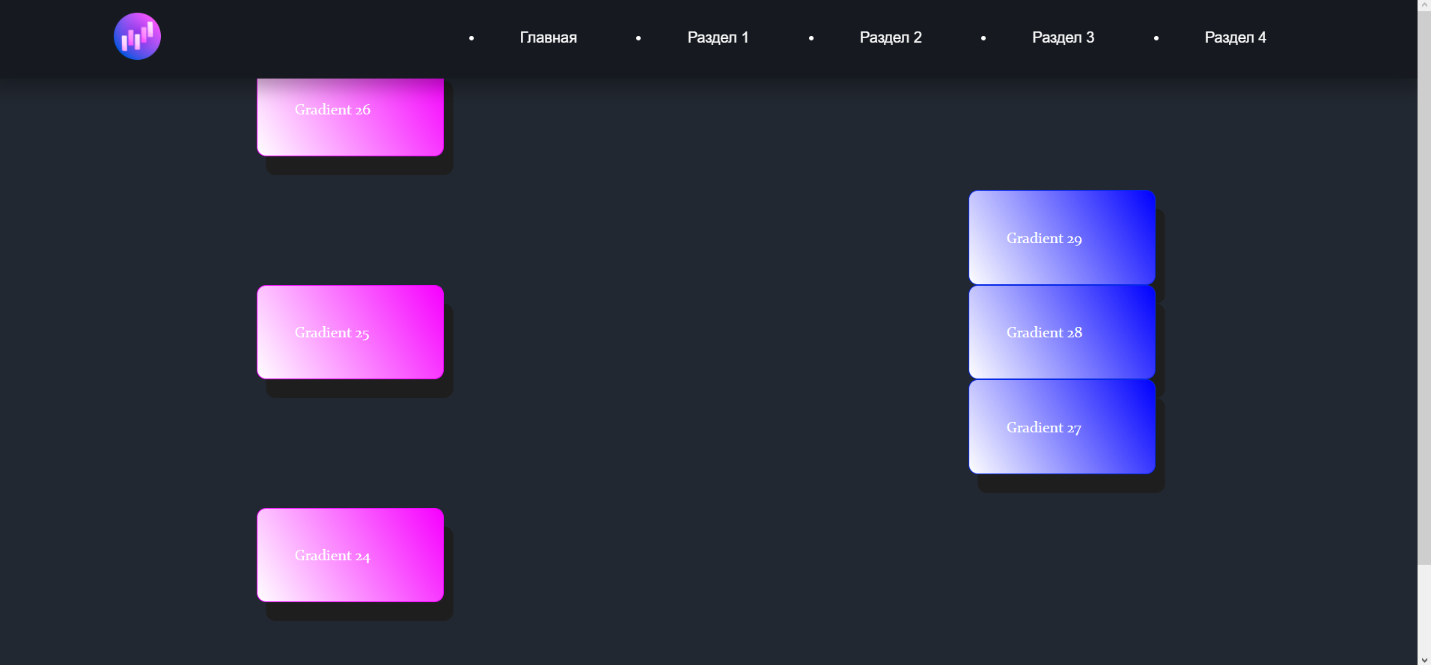 Главная
Раздел 1
Раздел 2
Раздел 3
Раздел 4
Gradient 26
Gradient 25
Gradient 24
Gradient 29
Gradient 28
Gradient 27